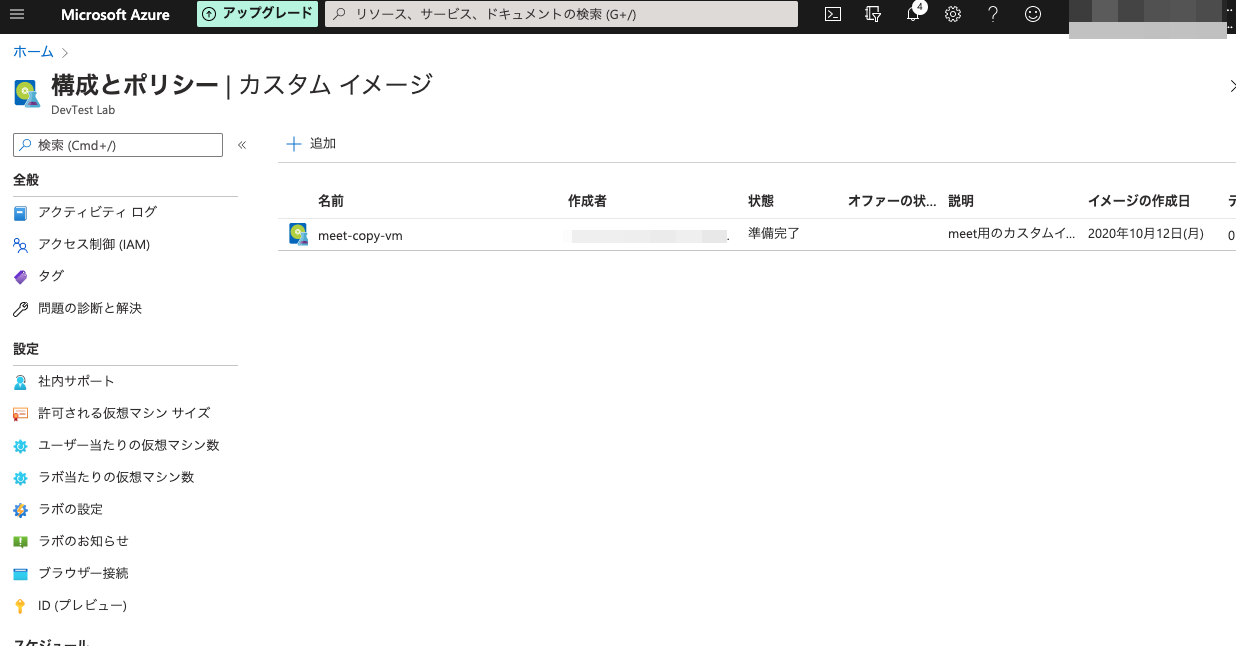 Microsoft Azure
アップグレード
リソース、サービス、ドキュメントの検索 (G+/)
4
ホーム
構成とポリシー | カスタム イメージ
DevTest Lab
検索 (Cmd+/)
«
追加
全般
アクティビティ ログ
アクセス制御 (IAM)
タグ
問題の診断と解決
設定
社内サポート
許可される仮想マシン サイズ
ユーザー当たりの仮想マシン数
ラボ当たりの仮想マシン数
ラボの設定
ラボのお知らせ
ブラウザー接続
ID (プレビュー)
スケジュール
名前 作成者 状態 オファーの状... 説明 イメージの作成日 デ
meet-copy-vm 準備完了 meet用のカスタムイ... 2020年10月12日(月) 0